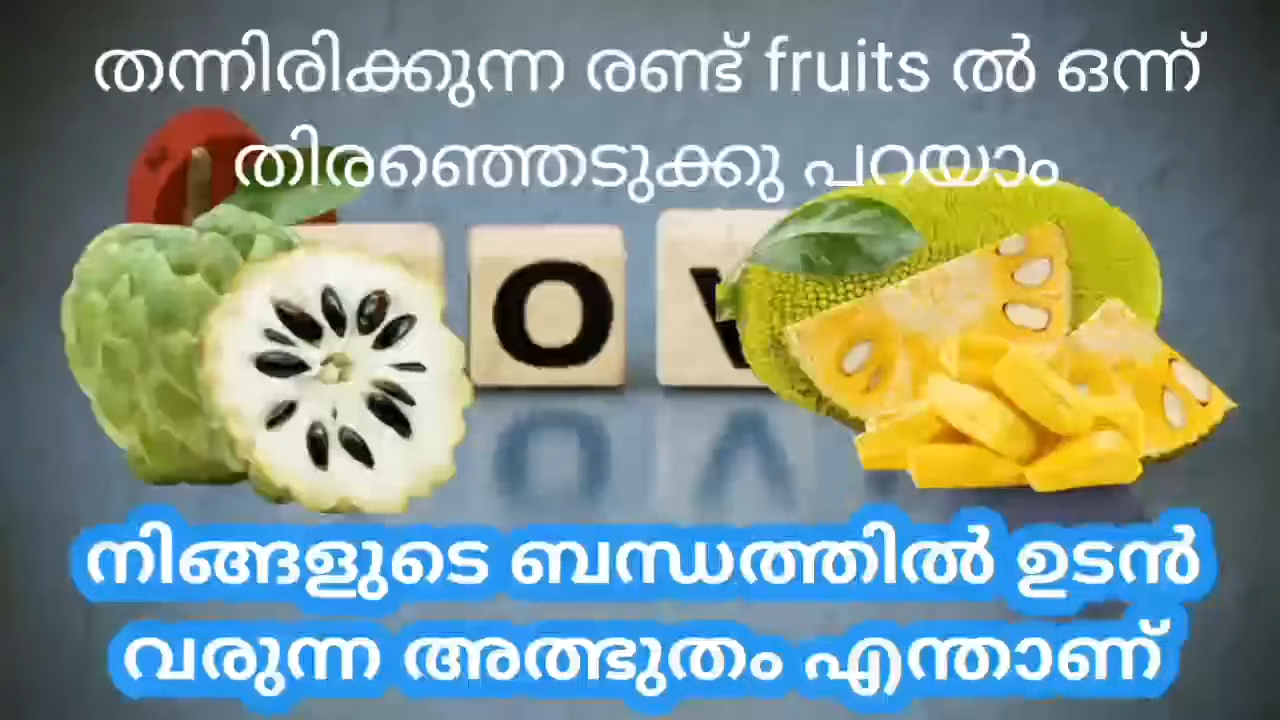 തന്നിരിക്കുന്ന രണ്ട് fruits ൽ ഒന്ന്
തിരഞ്ഞെടുക്കു പറയാം
O V
നിങ്ങളുടെ ബന്ധത്തിൽ ഉടൻ
വരുന്ന അത്ഭുതം എന്താണ്